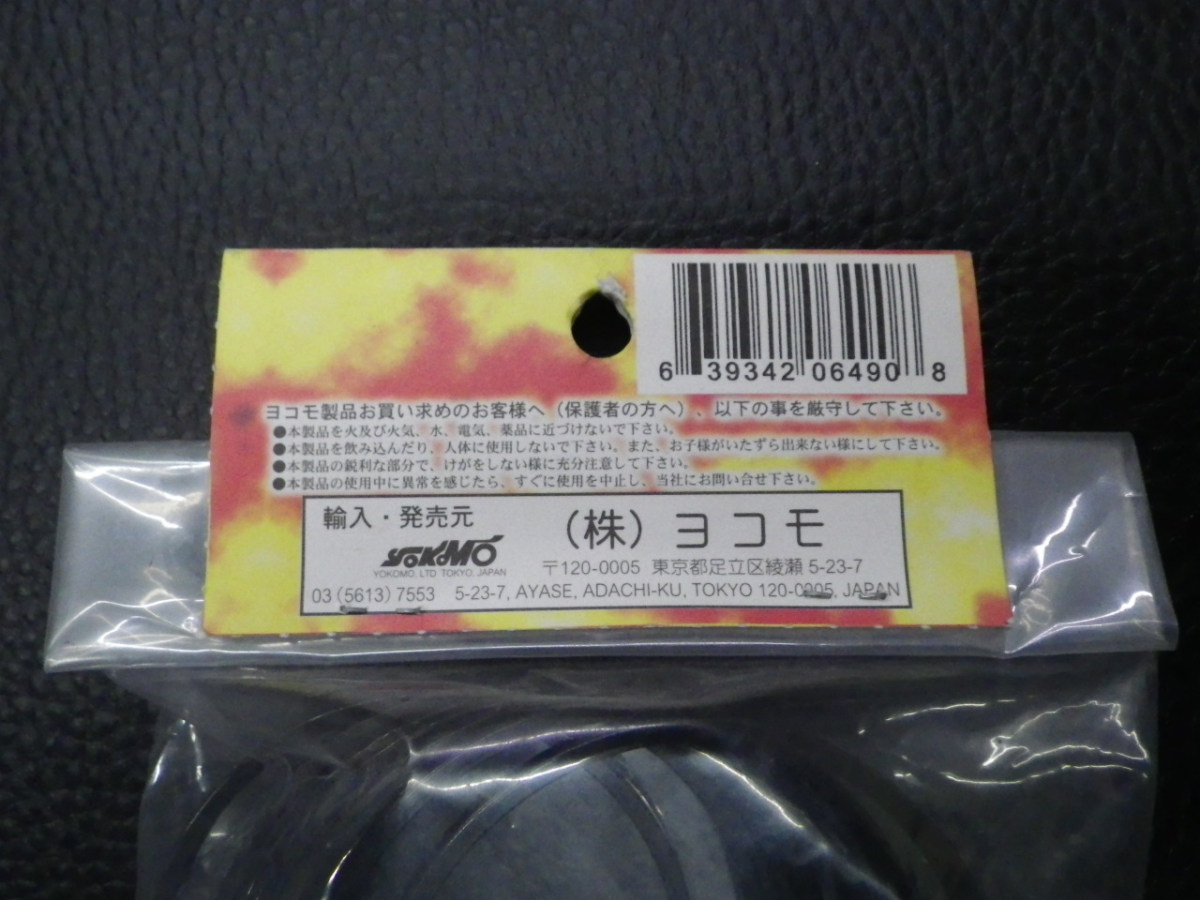 6 39342 06490 8
ヨコモ製品お買い求めのお客様へ（保護者の方へ）、以下の事を厳守して下さい。
●本製品を火及び火気、水、電気、薬品に近づけないで下さい。
●本製品を飲み込んだり、人体に使用しないで下さい。また、お子様がいたずら出来ない様にして下さい。
●本製品の鋭利な部分で、けがをしない様に充分注意して下さい。
●本製品の使用中に異常を感じたら、すぐに使用を中止し、当社にお問い合せ下さい。
輸入・発売元
（株）ヨコモ
YOKOMO
YOKOMO, LTD. TOKYO, JAPAN
〒120-0005 東京都足立区綾瀬 5-23-7
03（5613）7553 5-23-7, AYASE, ADACHI-KU, TOKYO 120-0005, JAPAN